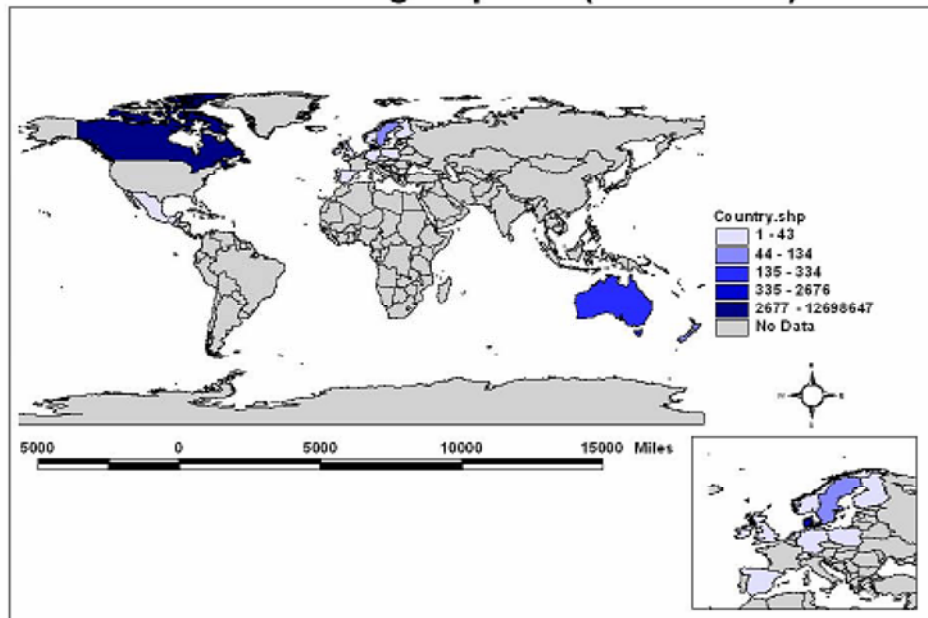 Country.shp
1 - 43
44 - 134
135 - 334
335 - 2676
2677 - 12698647
No Data
5000 0 5000 10000 15000 Miles